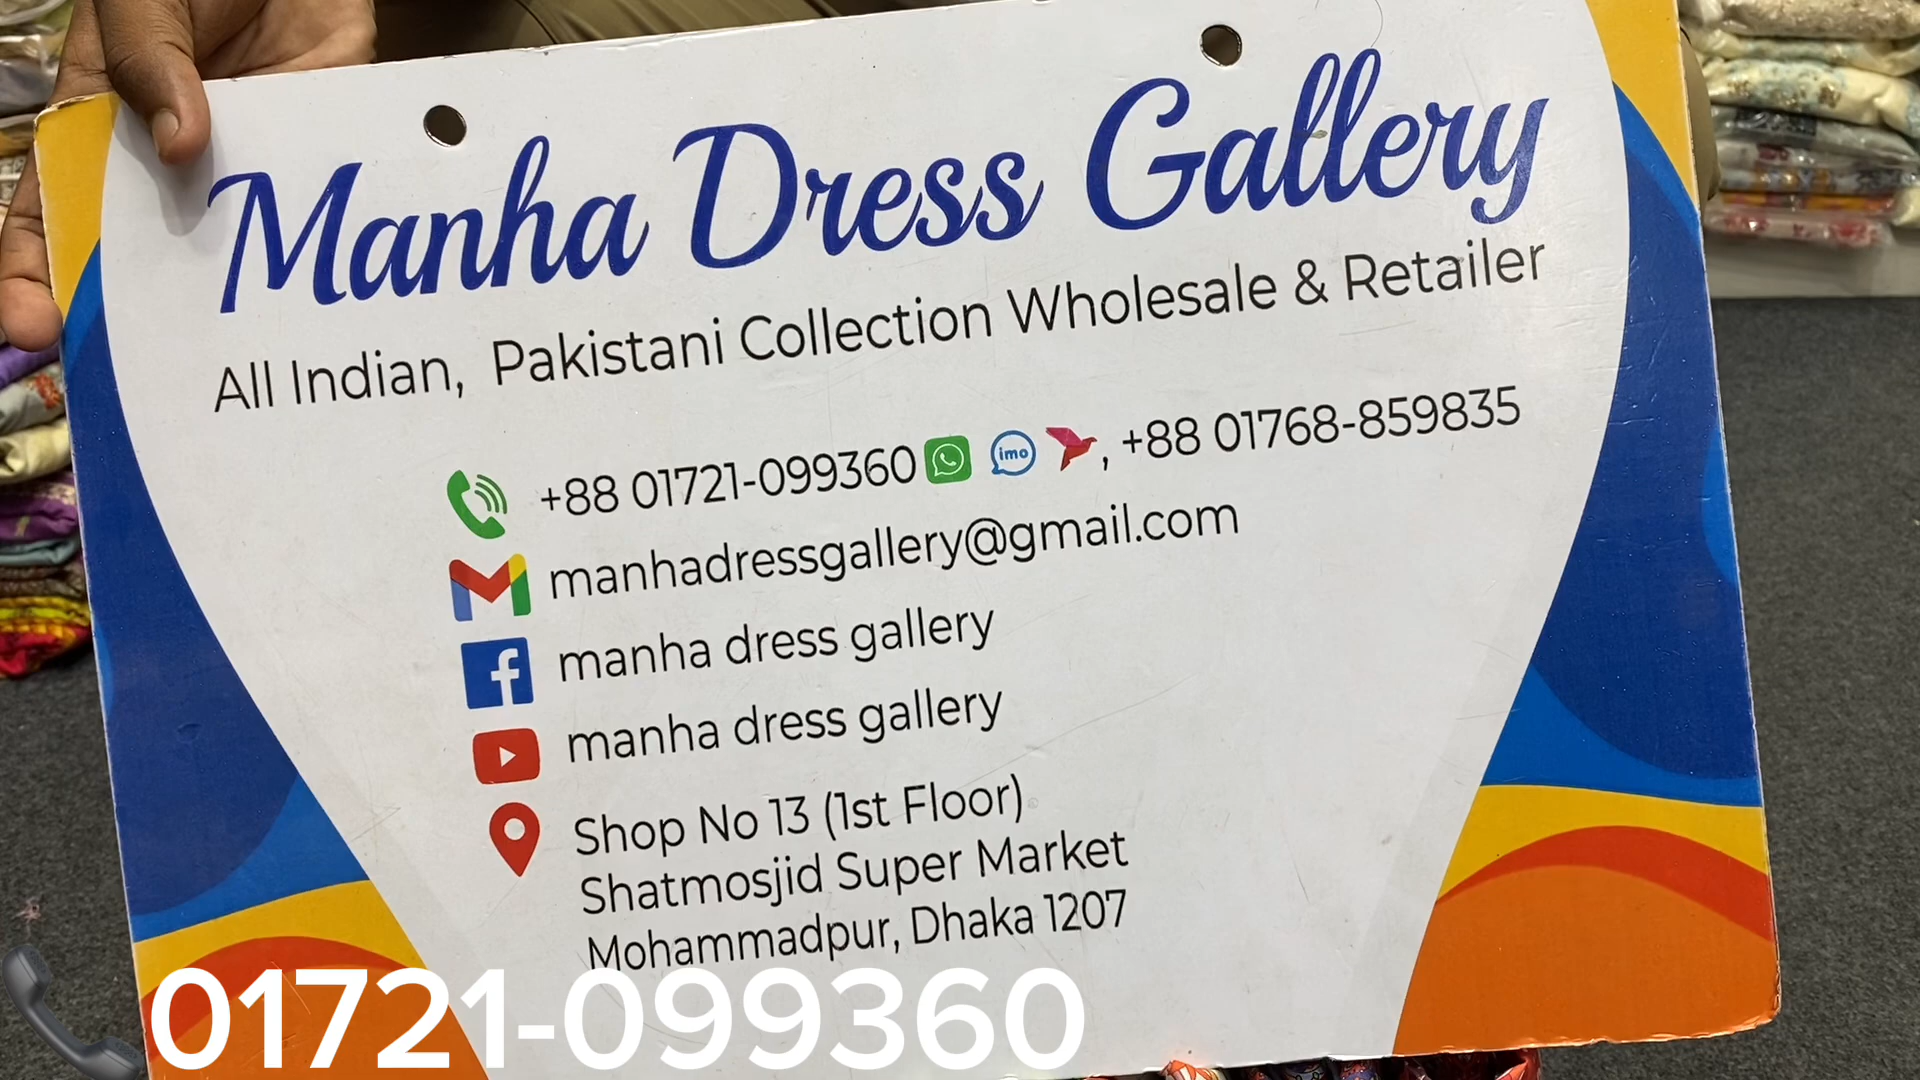 Manha Dress Gallery
All Indian, Pakistani Collection Wholesale & Retailer
+88 01721-099360 imo , +88 01768-859835
manhadressgallery@gmail.com
f manha dress gallery
manha dress gallery
Shop No 13 (1st Floor)
Shatmosjid Super Market
Mohammadpur, Dhaka 1207
01721-099360